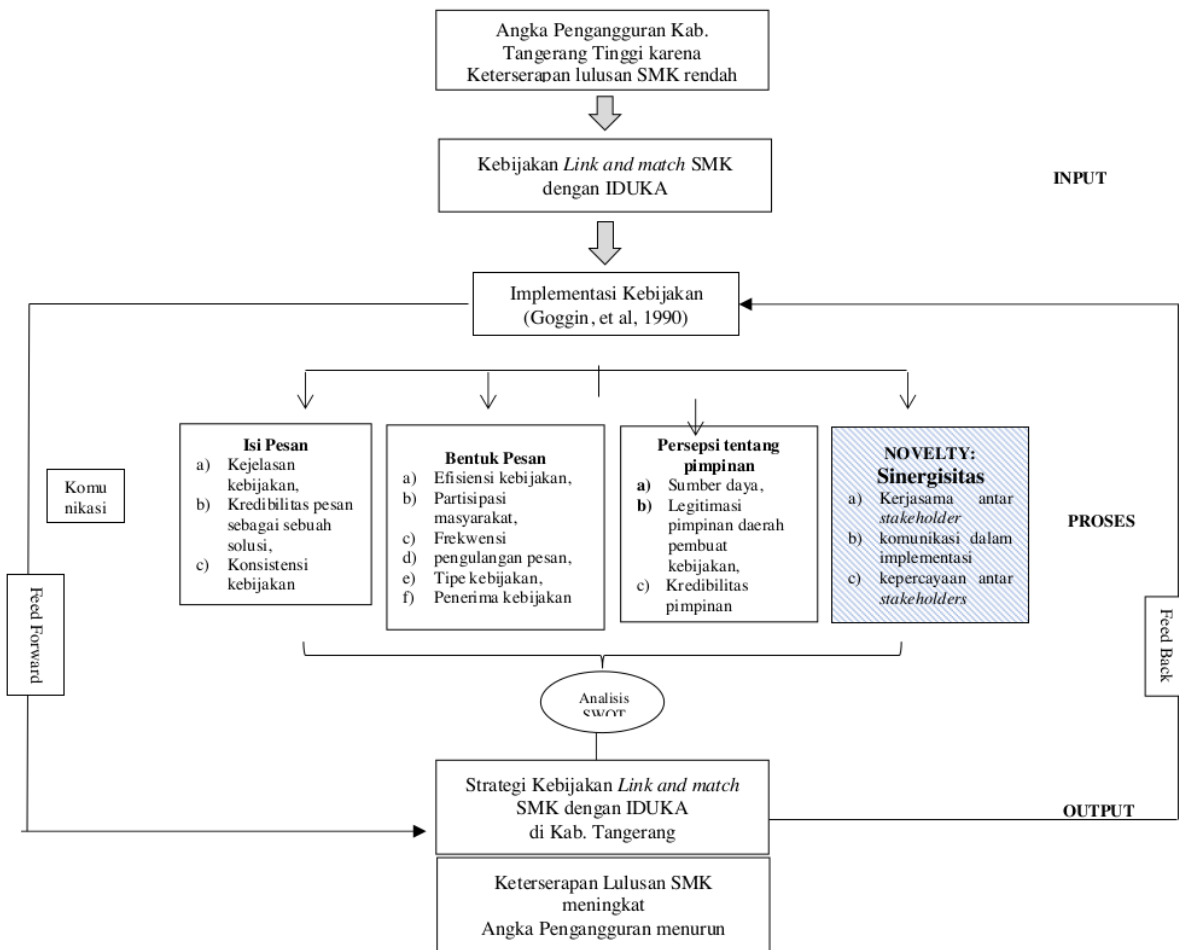 Angka Pengangguran Kab.
Tangerang Tinggi karena
Keterserapan lulusan SMK rendah
Kebijakan Link and match SMK
dengan IDUKA
INPUT
Implementasi Kebijakan
(Goggin, et al, 1990)
Komu
nikasi
Isi Pesan
a) Kejelasan
kebijakan,
b) Kredibilitas pesan
sebagai sebuah
solusi,
c) Konsistensi
kebijakan
Bentuk Pesan
a) Efisiensi kebijakan,
b) Partisipasi
masyarakat,
c) Frekwensi
d) pengulangan pesan,
e) Tipe kebijakan,
f) Penerima kebijakan
Persepsi tentang
pimpinan
a) Sumber daya,
b) Legitimasi
pimpinan daerah
pembuat
kebijakan,
c) Kredibilitas
pimpinan
NOVELTY:
Sinergisitas
a) Kerjasama antar
stakeholder
b) komunikasi dalam
implementasi
c) kepercayaan antar
stakeholders
PROSES
Feed Forward
Feed Back
Analisis
SWOT
Strategi Kebijakan Link and match
SMK dengan IDUKA
di Kab. Tangerang
OUTPUT
Keterserapan Lulusan SMK
meningkat
Angka Pengangguran menurun